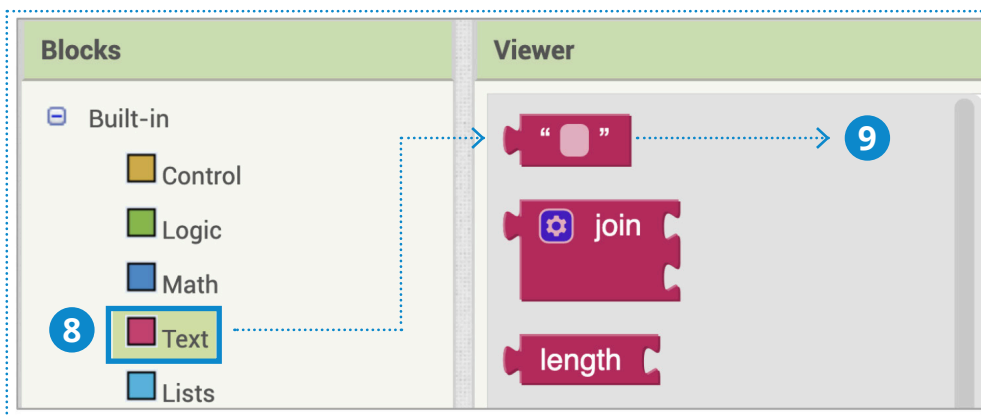 Blocks
Viewer
Built-in
Control
Logic
Math
8
Text
Lists
“ ”
9
join
length